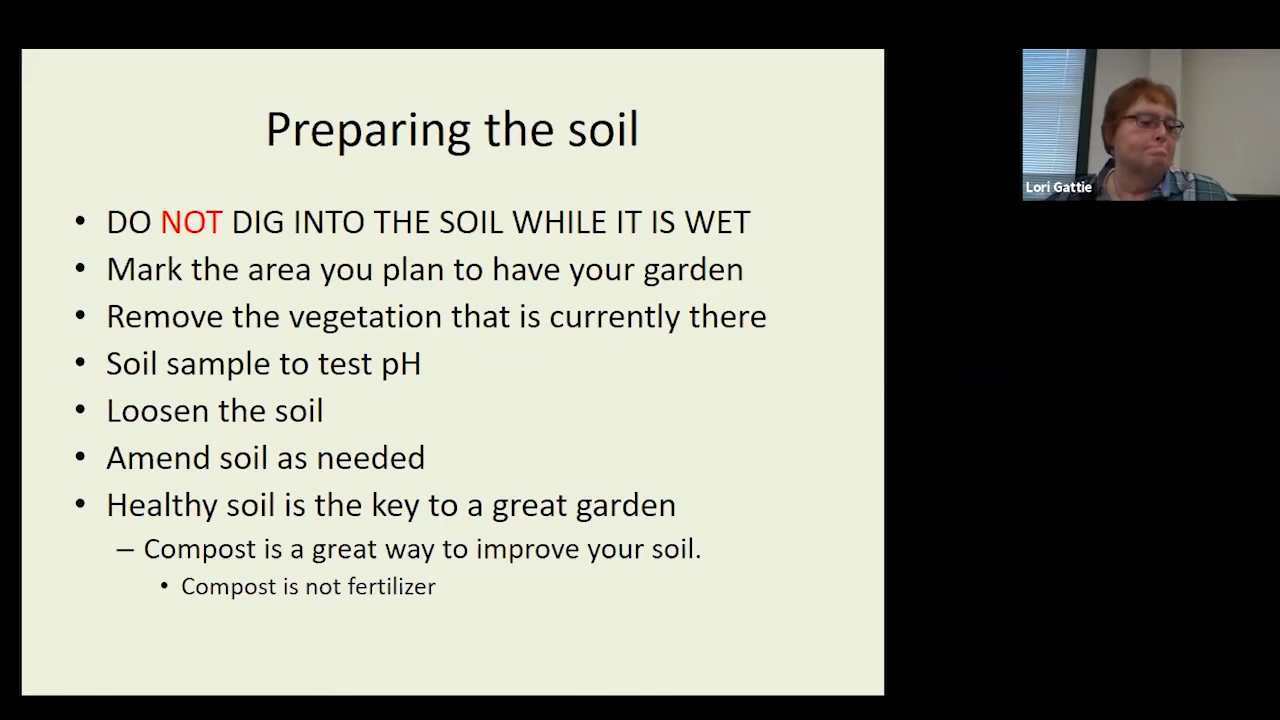 Preparing the soil
• DO NOT DIG INTO THE SOIL WHILE IT IS WET
• Mark the area you plan to have your garden
• Remove the vegetation that is currently there
• Soil sample to test pH
• Loosen the soil
• Amend soil as needed
• Healthy soil is the key to a great garden
– Compost is a great way to improve your soil.
• Compost is not fertilizer
Lori Gattie